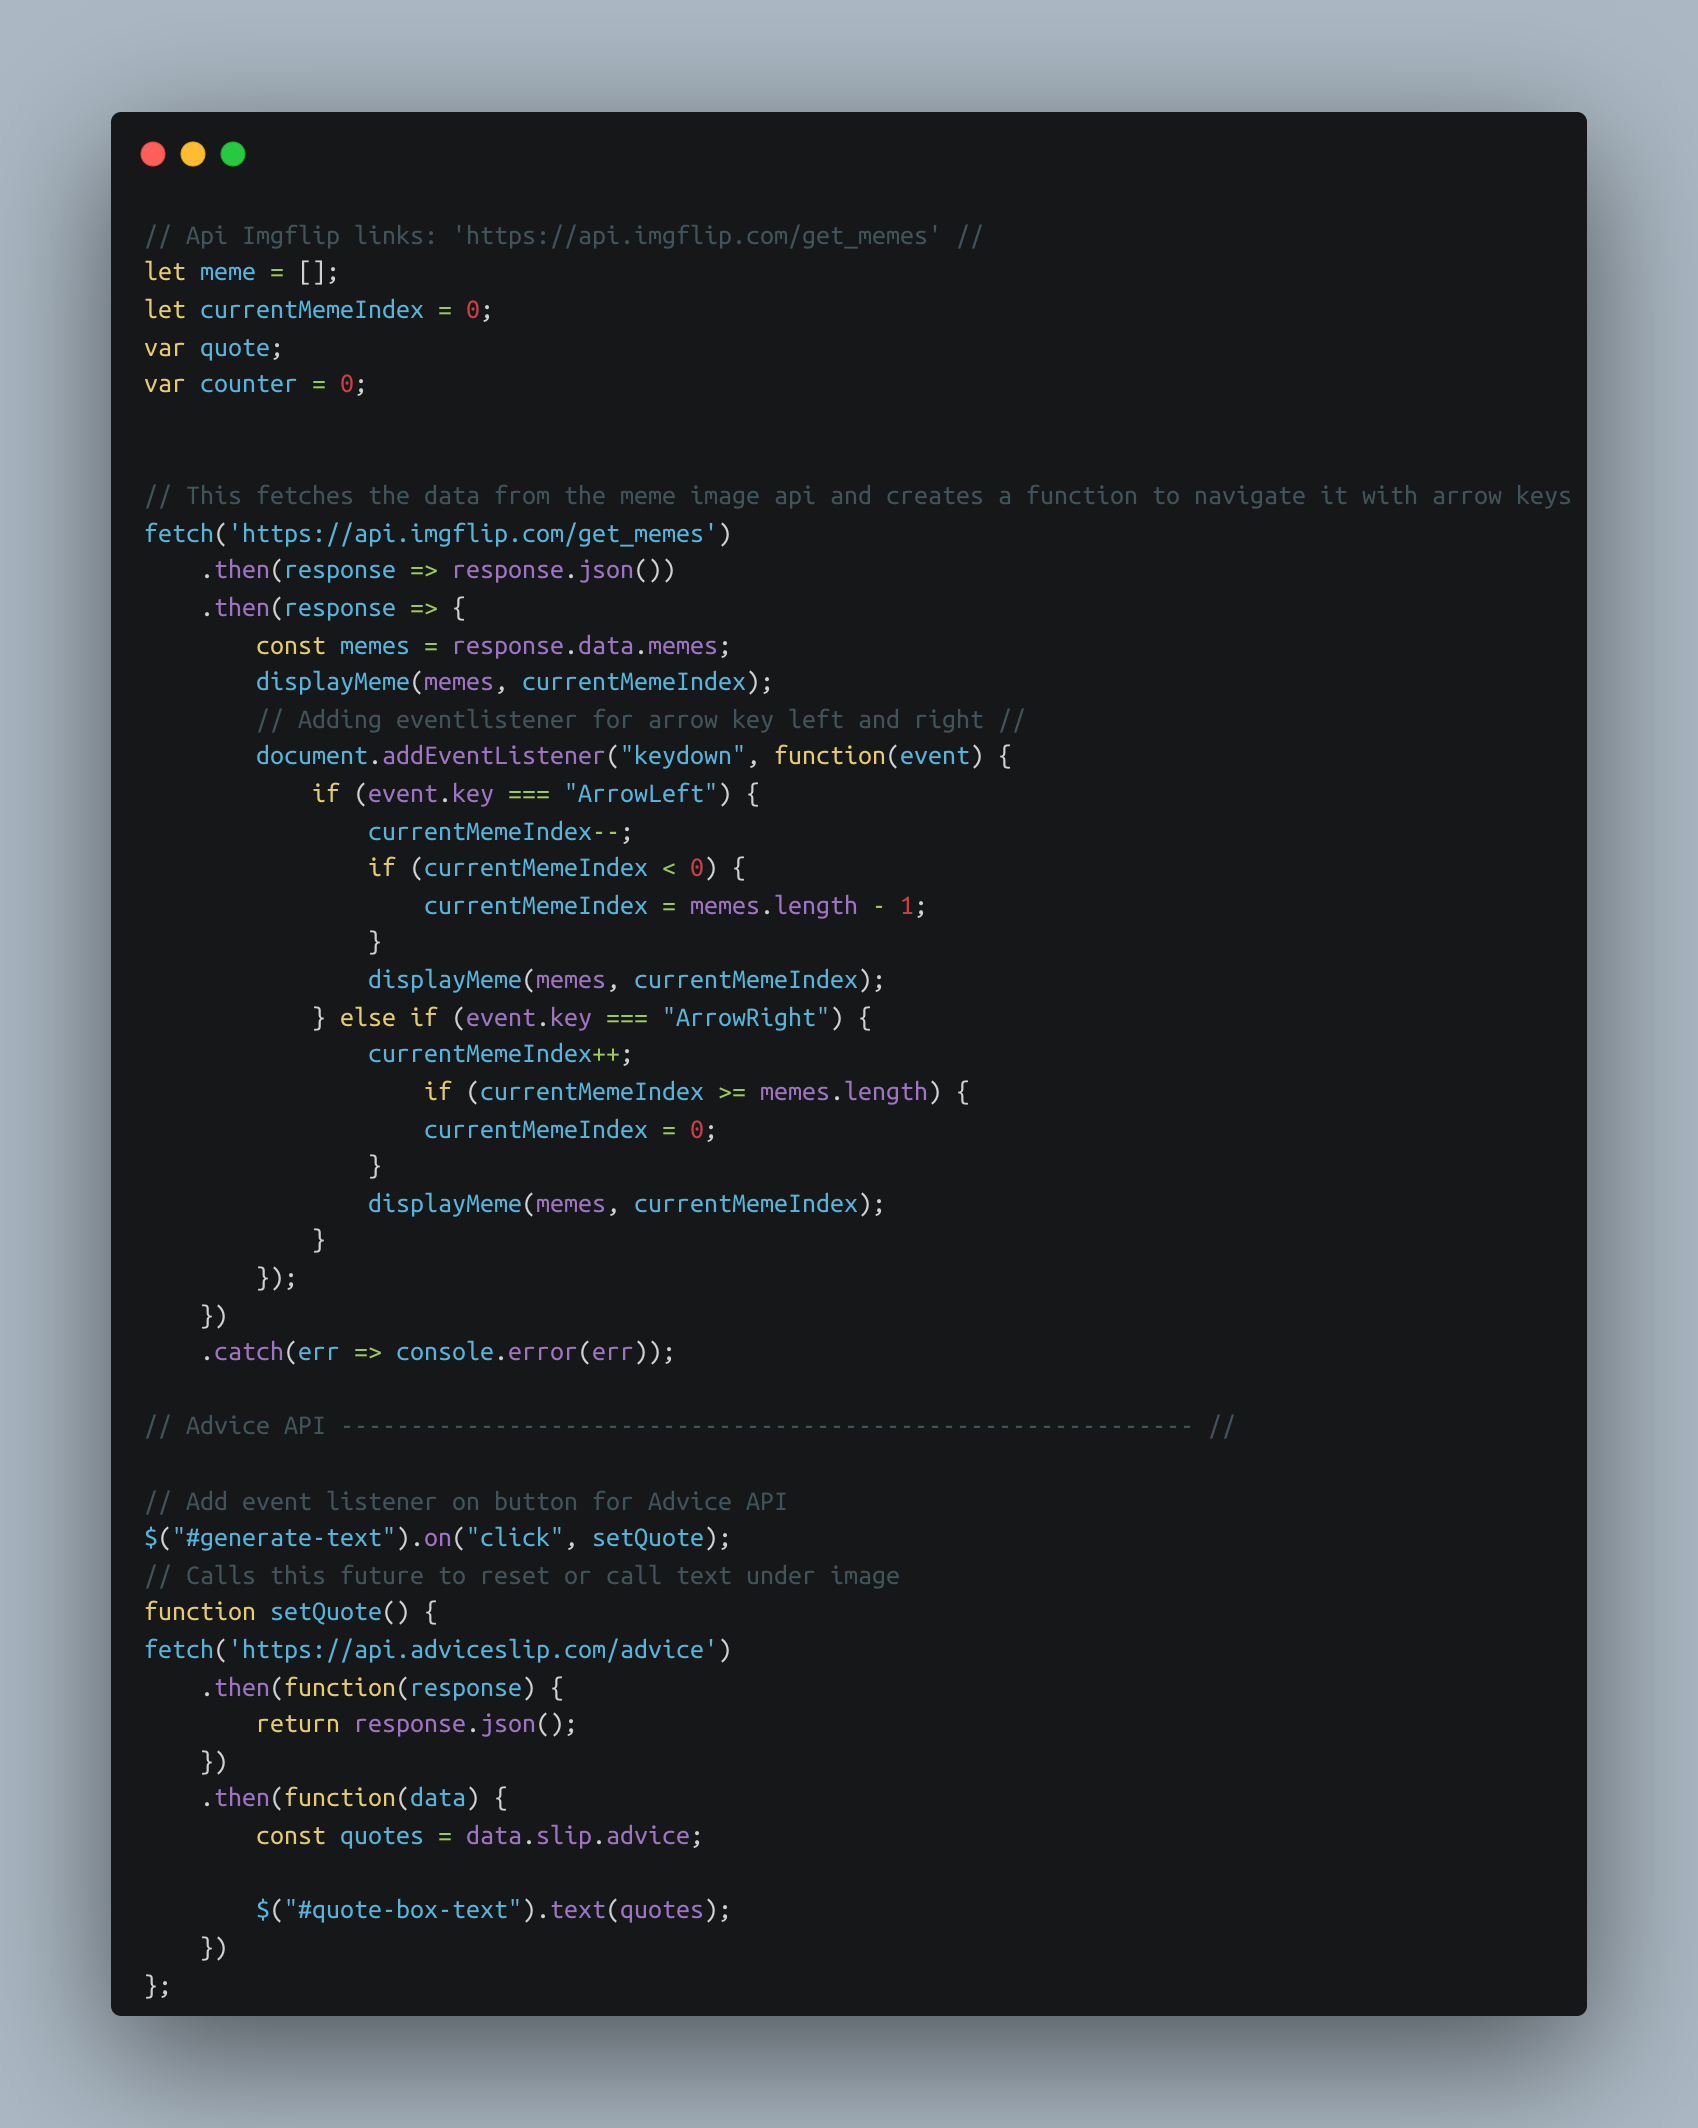 // Api Imgflip links: 'https://api.imgflip.com/get_memes' //
let meme = [];
let currentMemeIndex = 0;
var quote;
var counter = 0;
// This fetches the data from the meme image api and creates a function to navigate it with arrow keys
fetch('https://api.imgflip.com/get_memes')
    .then(response => response.json())
    .then(response => {
        const memes = response.data.memes;
        displayMeme(memes, currentMemeIndex);
        // Adding eventlistener for arrow key left and right //
        document.addEventListener("keydown", function(event) {
            if (event.key === "ArrowLeft") {
                currentMemeIndex--;
                if (currentMemeIndex < 0) {
                    currentMemeIndex = memes.length - 1;
                }
                displayMeme(memes, currentMemeIndex);
            } else if (event.key === "ArrowRight") {
                currentMemeIndex++;
                    if (currentMemeIndex >= memes.length) {
                    currentMemeIndex = 0;
                }
                displayMeme(memes, currentMemeIndex);
            }
        });
    })
    .catch(err => console.error(err));
// Advice API ------------------------------------------------------------- //
// Add event listener on button for Advice API
$("#generate-text").on("click", setQuote);
// Calls this future to reset or call text under image
function setQuote() {
fetch('https://api.adviceslip.com/advice')
    .then(function(response) {
        return response.json();
    })
    .then(function(data) {
        const quotes = data.slip.advice;
        $("#quote-box-text").text(quotes);
    })
};